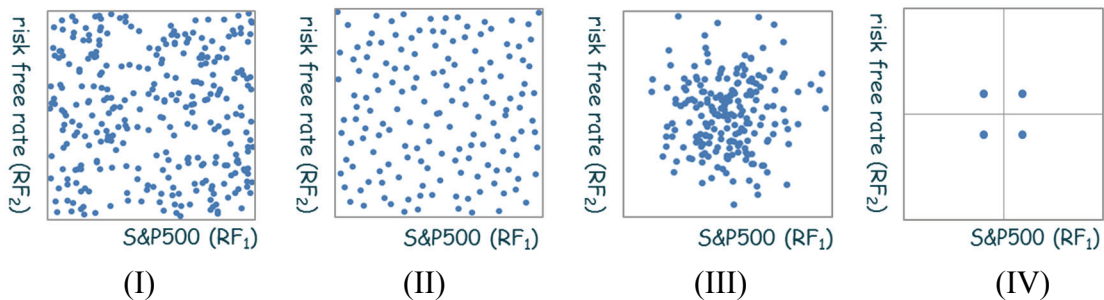 risk free rate (RF₂)
S&P500 (RF₁)
(I)
risk free rate (RF₂)
S&P500 (RF₁)
(II)
risk free rate (RF₂)
S&P500 (RF₁)
(III)
risk free rate (RF₂)
S&P500 (RF₁)
(IV)